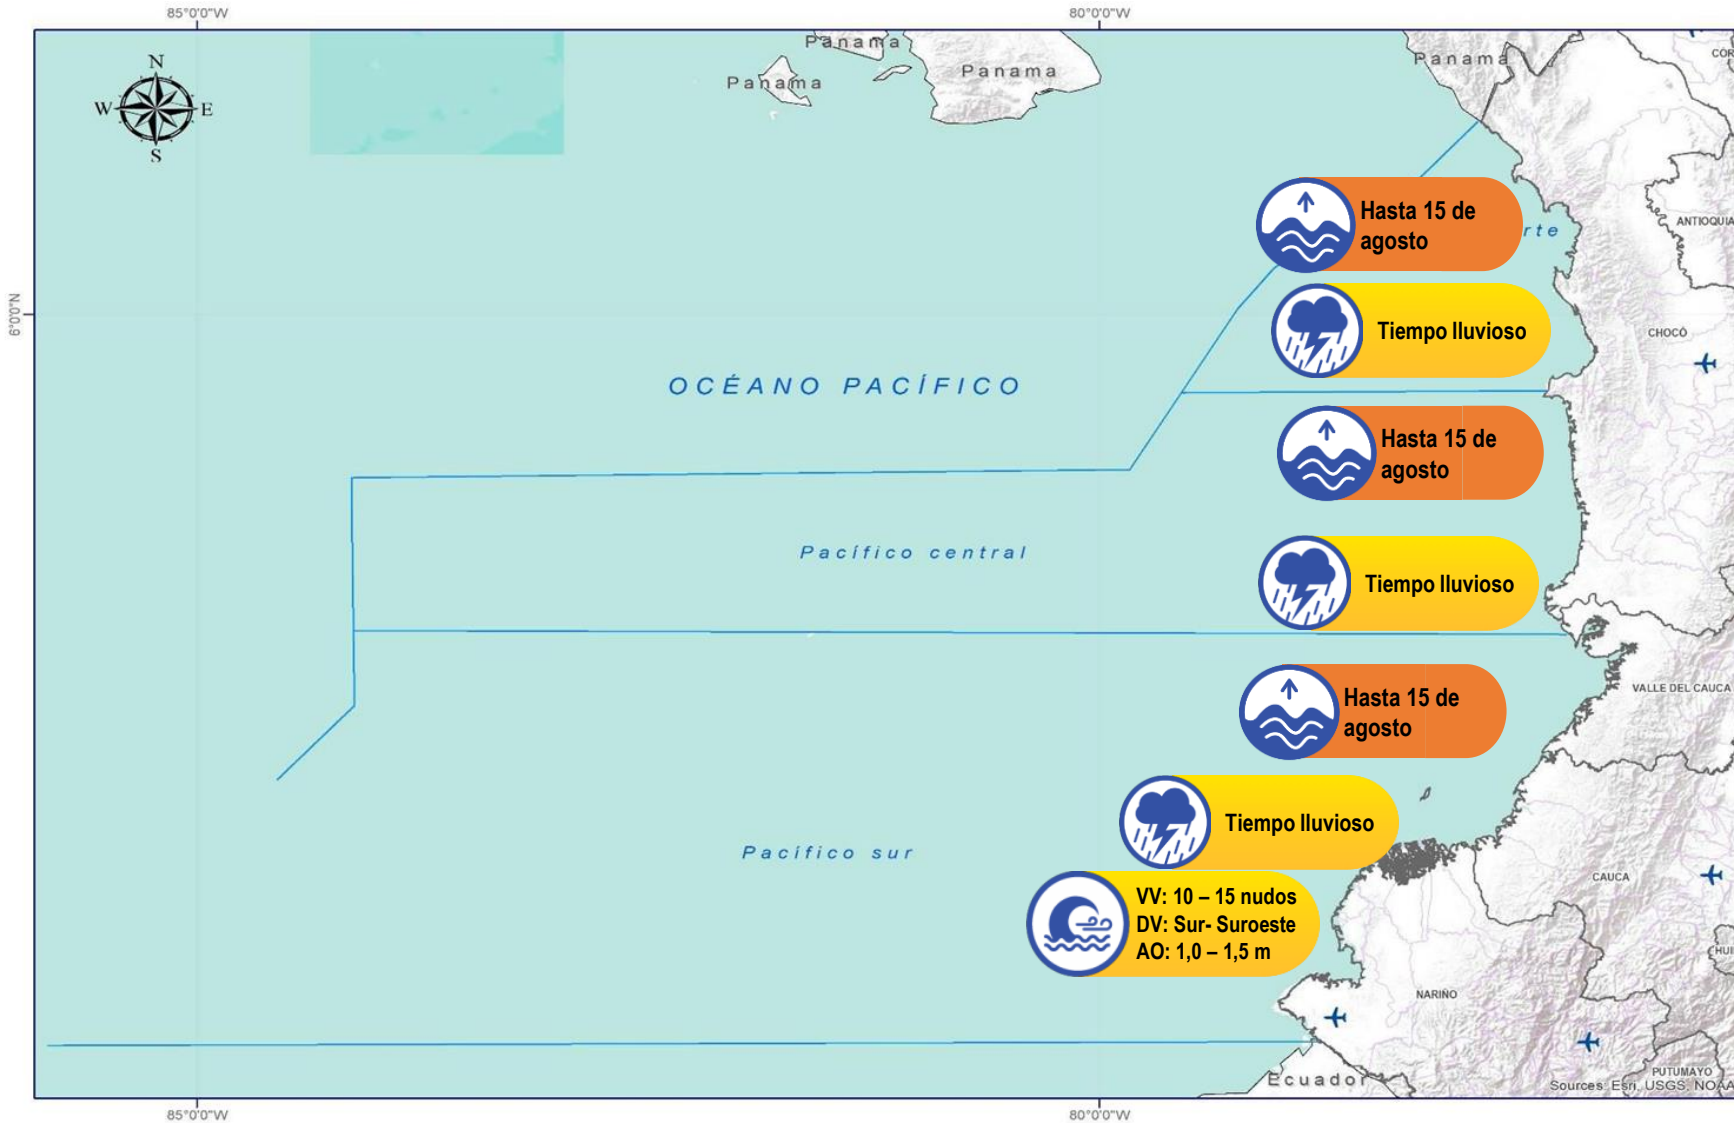 85°0'0"W
80°0'0"W
N
W
E
S
Panama
Panama
Panama
Panama
ANTIOQUIA
Hasta 15 de
agosto
rte
6°0'0"N
Tiempo lluvioso
CHOCÓ
OCÉANO PACÍFICO
Hasta 15 de
agosto
Pacífico central
Tiempo lluvioso
VALLE DEL CAUCA
Hasta 15 de
agosto
Tiempo lluvioso
Pacífico sur
CAUCA
VV: 10 – 15 nudos
DV: Sur- Suroeste
AO: 1,0 – 1,5 m
HUI
NARIÑO
PUTUMAYO
Ecuador
Sources: Esri, USGS, NOAA
85°0'0"W
80°0'0"W